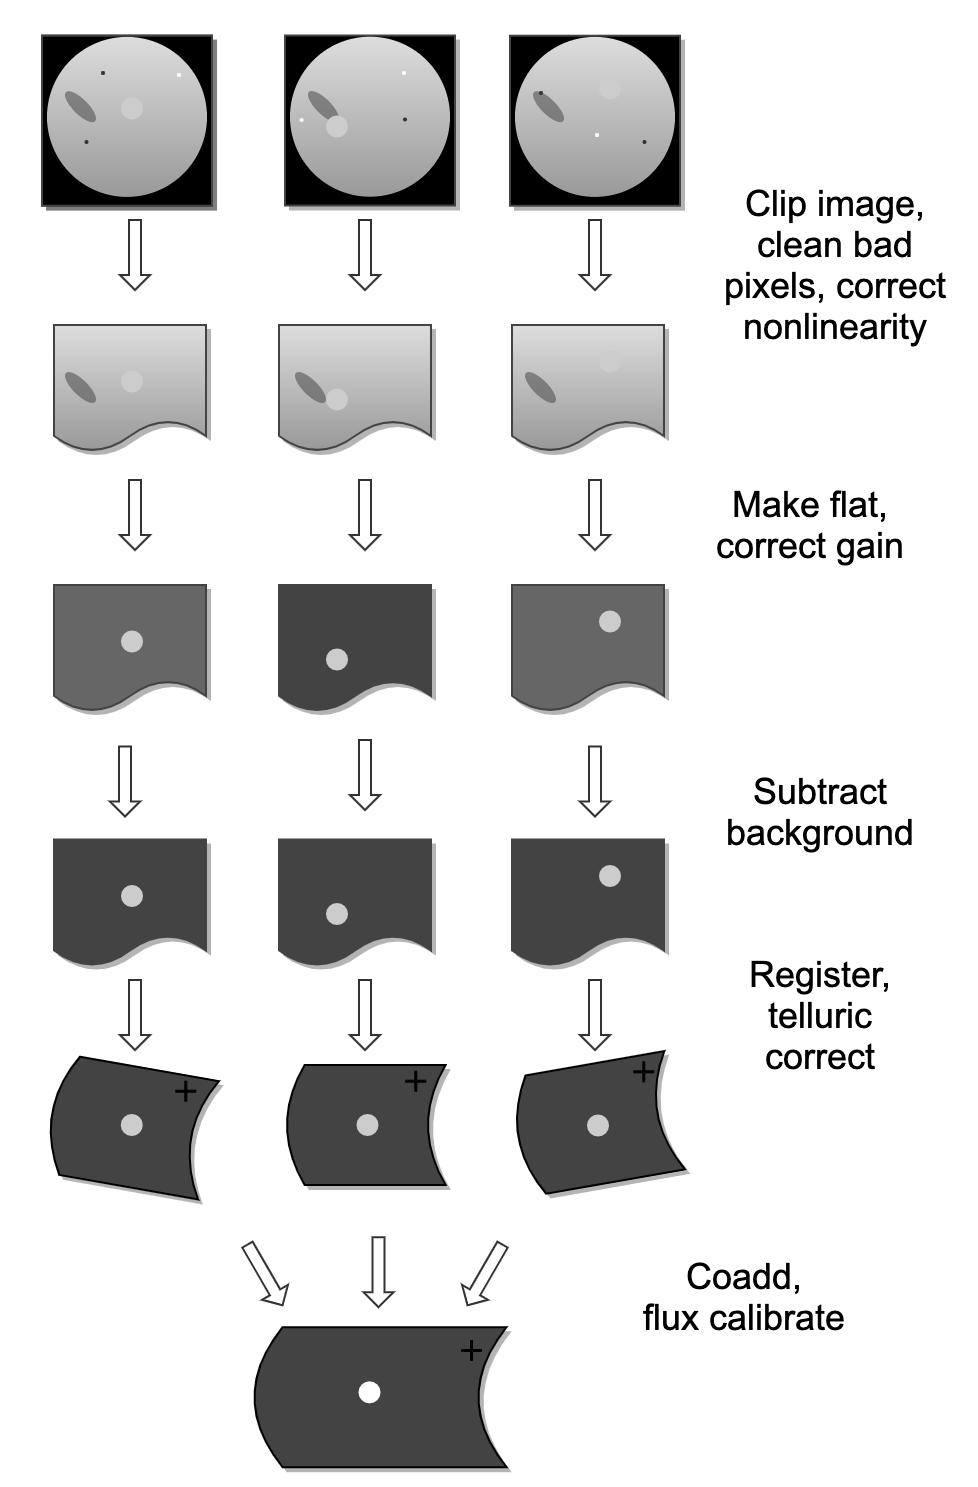 Clip image,
clean bad
pixels, correct
nonlinearity
Make flat,
correct gain
Subtract
background
Register,
telluric
correct
Coadd,
flux calibrate